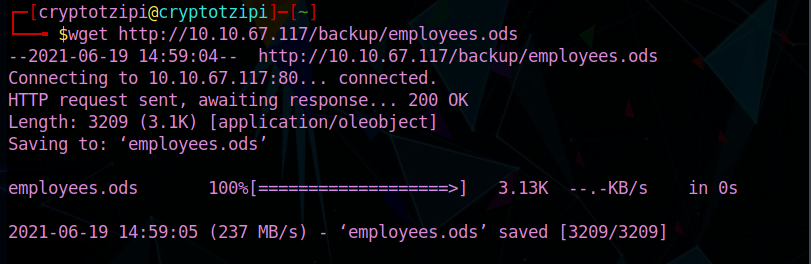 ┌─[cryptotzipi@cryptotzipi]─[~]
└──╼ $wget http://10.10.67.117/backup/employees.ods
--2021-06-19 14:59:04--  http://10.10.67.117/backup/employees.ods
Connecting to 10.10.67.117:80... connected.
HTTP request sent, awaiting response... 200 OK
Length: 3209 (3.1K) [application/oleobject]
Saving to: ‘employees.ods’
employees.ods       100%[===================>]   3.13K  --.-KB/s    in 0s
2021-06-19 14:59:05 (237 MB/s) - ‘employees.ods’ saved [3209/3209]